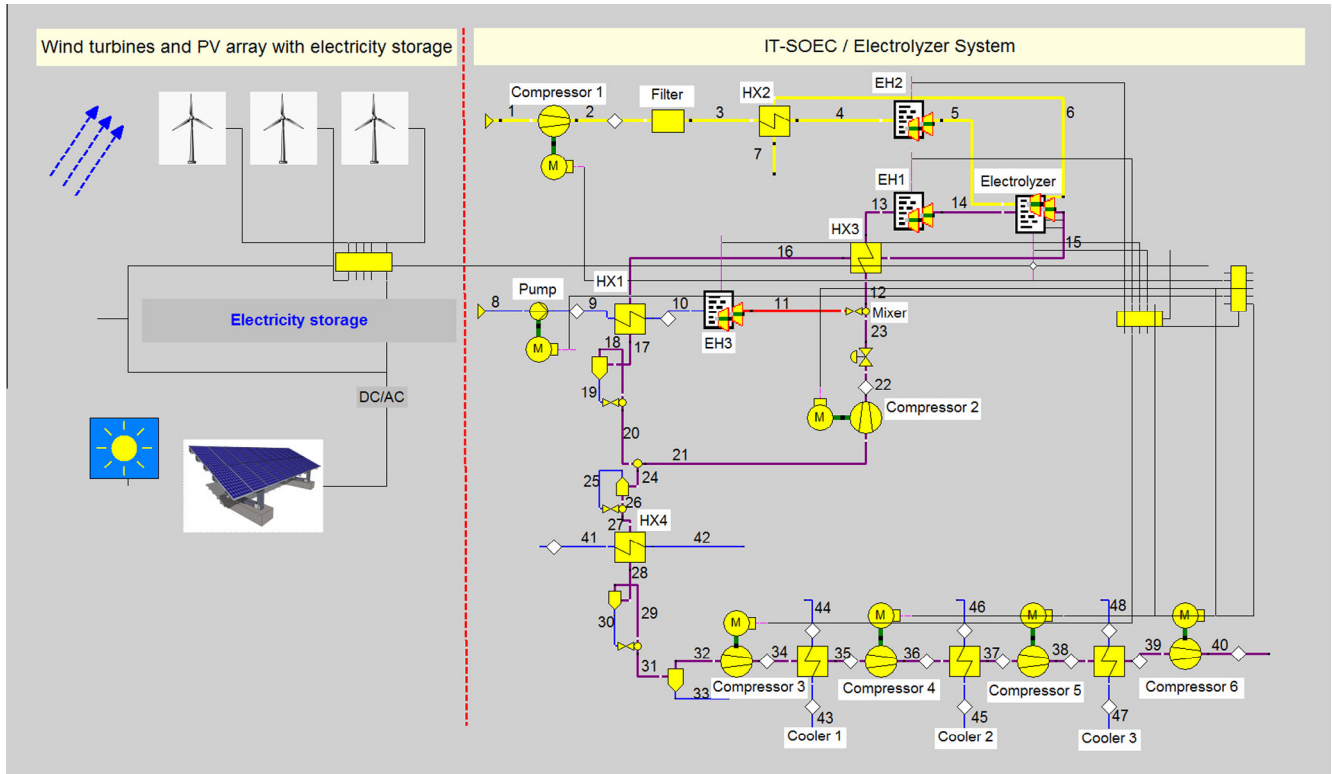 Wind turbines and PV array with electricity storage
IT-SOEC / Electrolyzer System
Compressor 1
Filter
HX2
EH2
1
2
3
4
5
6
7
M
EH1
Electrolyzer
13
14
15
HX3
16
HX1
Pump
8
9
10
11
12
Mixer
EH3
M
17
18
19
23
22
Compressor 2
M
20
21
24
25
26
27
HX4
41
42
28
29
30
31
32
33
34
35
36
37
38
39
40
44
46
48
M
M
M
M
Compressor 3
Compressor 4
Compressor 5
Compressor 6
43
45
47
Cooler 1
Cooler 2
Cooler 3
Electricity storage
DC/AC